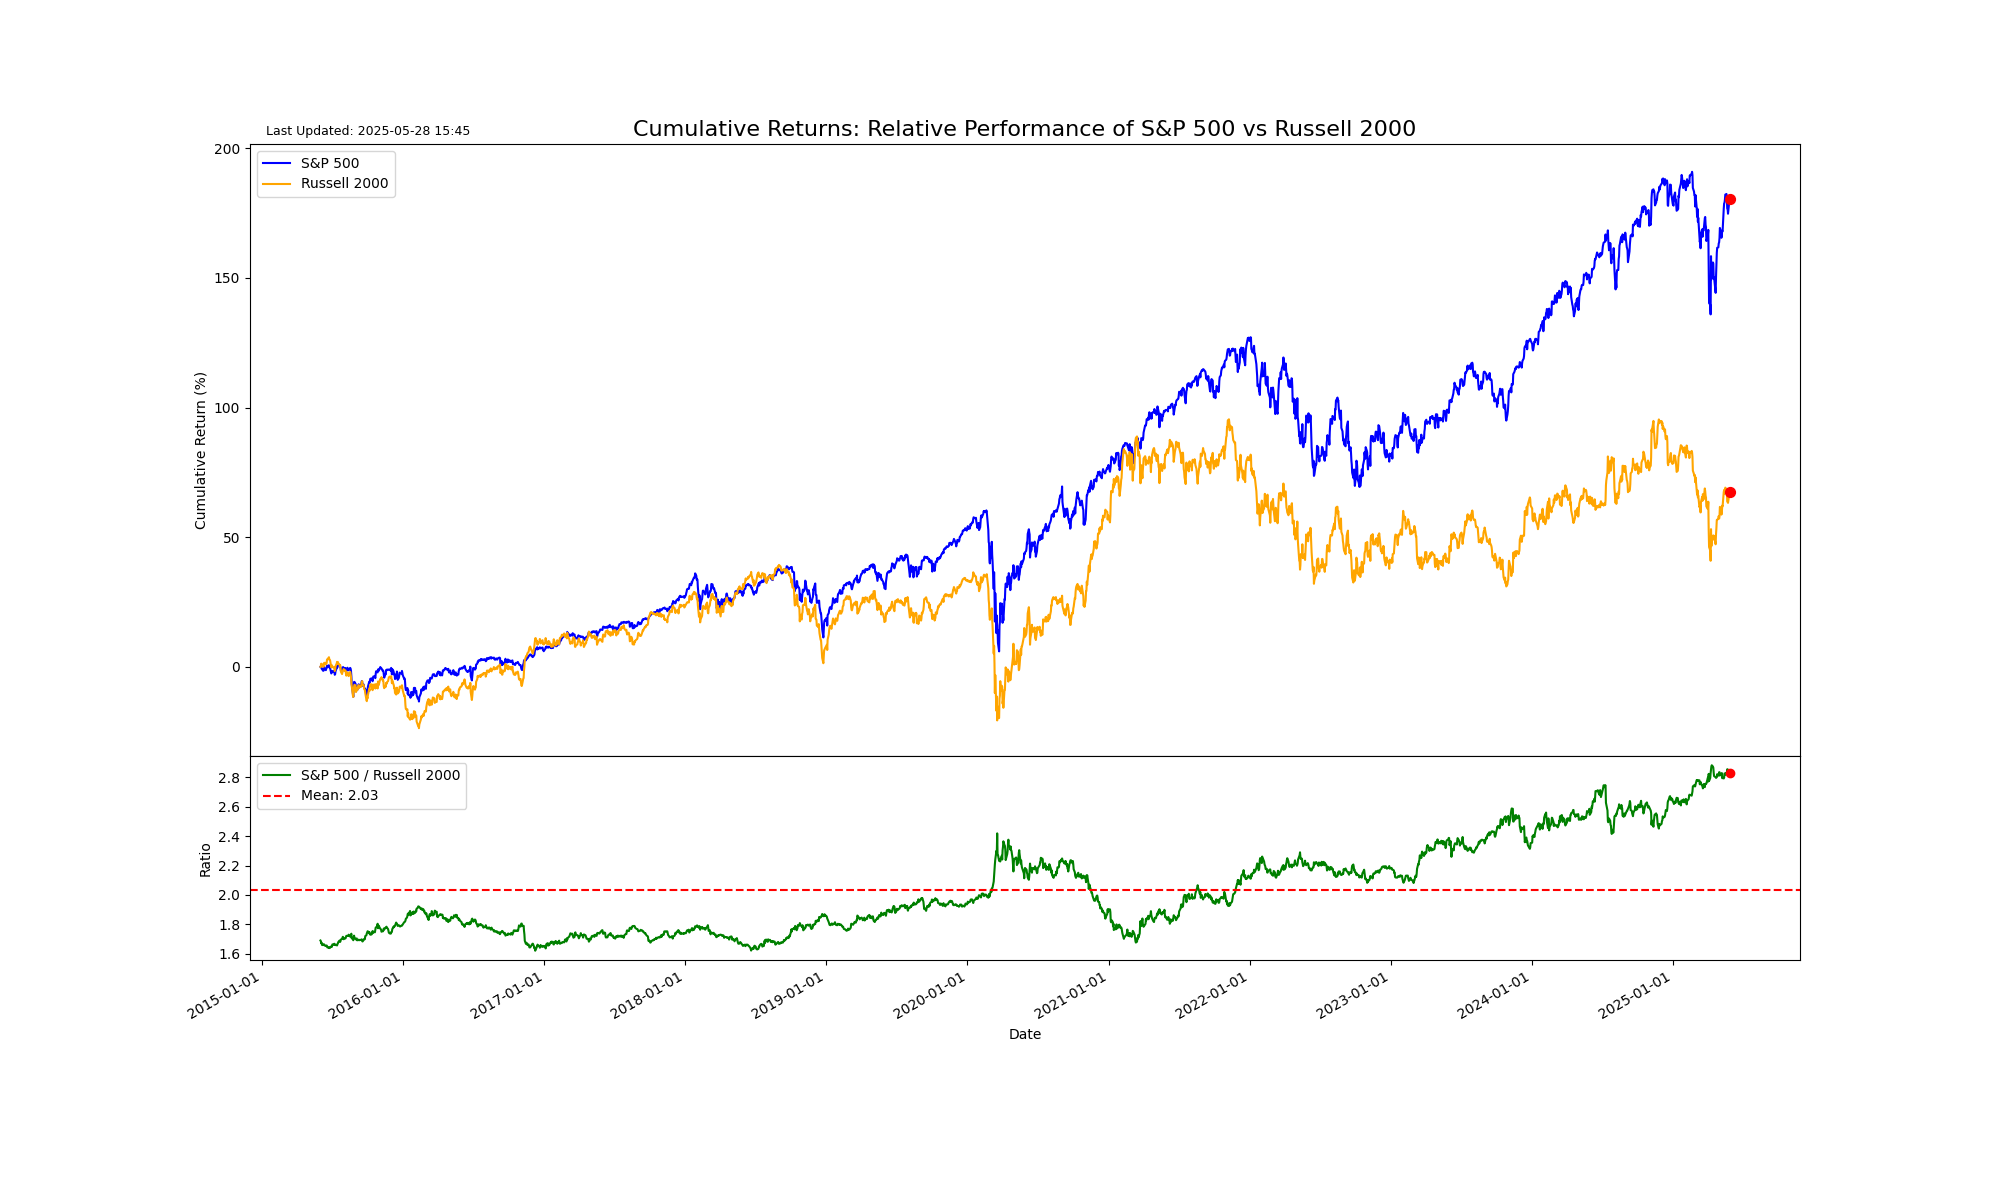 Last Updated: 2025-05-28 15:45
Cumulative Returns: Relative Performance of S&P 500 vs Russell 2000
S&P 500
Russell 2000
Cumulative Return (%)
200
150
100
50
0
S&P 500 / Russell 2000
Mean: 2.03
Ratio
2.8
2.6
2.4
2.2
2.0
1.8
1.6
2015-01-01
2016-01-01
2017-01-01
2018-01-01
2019-01-01
2020-01-01
2021-01-01
2022-01-01
2023-01-01
2024-01-01
2025-01-01
Date